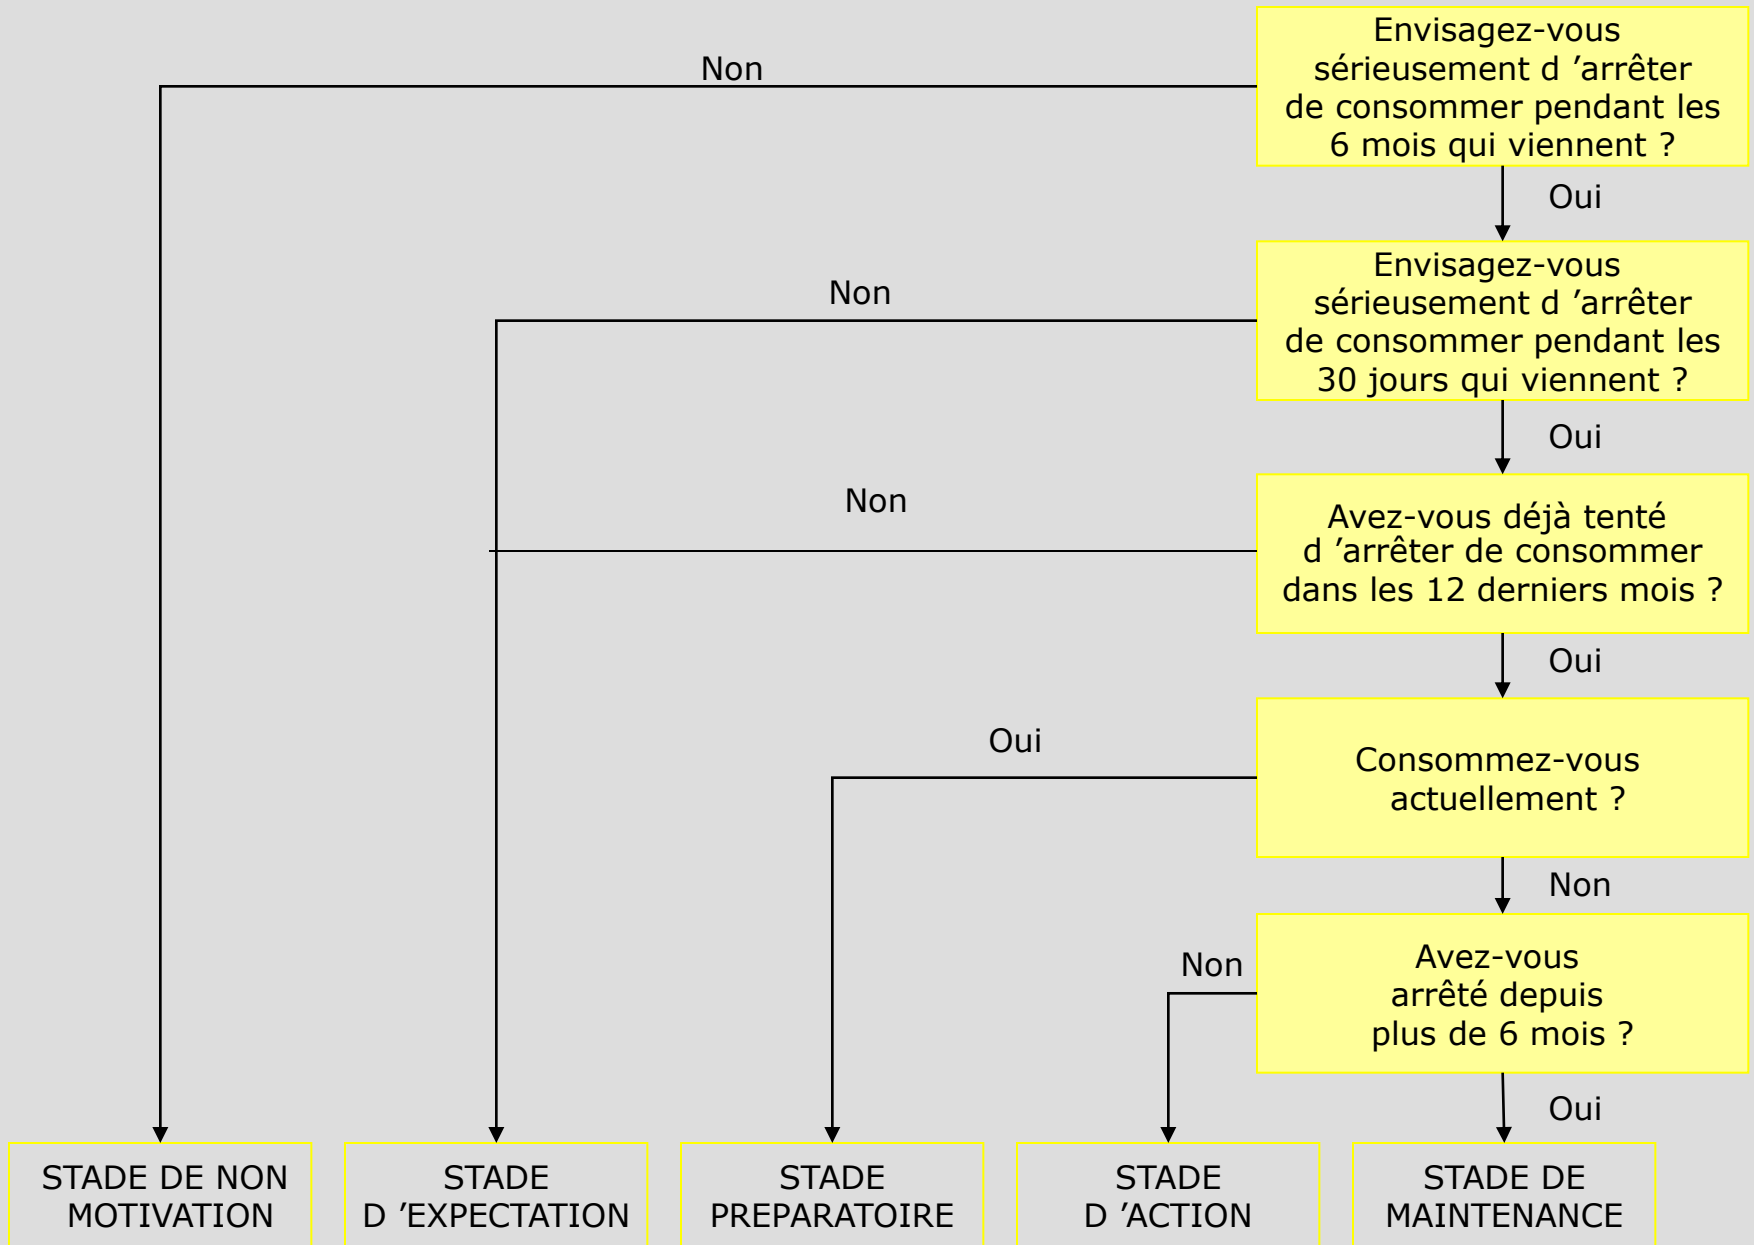 Envisagez-vous
sérieusement d ’arrêter
de consommer pendant les
6 mois qui viennent ?
Non
Oui
Envisagez-vous
sérieusement d ’arrêter
de consommer pendant les
30 jours qui viennent ?
Non
Oui
Avez-vous déjà tenté
d ’arrêter de consommer
dans les 12 derniers mois ?
Non
Oui
Consommez-vous
actuellement ?
Oui
Non
Avez-vous
arrêté depuis
plus de 6 mois ?
Non
Oui
STADE DE NON
MOTIVATION
STADE
D ’EXPECTATION
STADE
PREPARATOIRE
STADE
D ’ACTION
STADE DE
MAINTENANCE